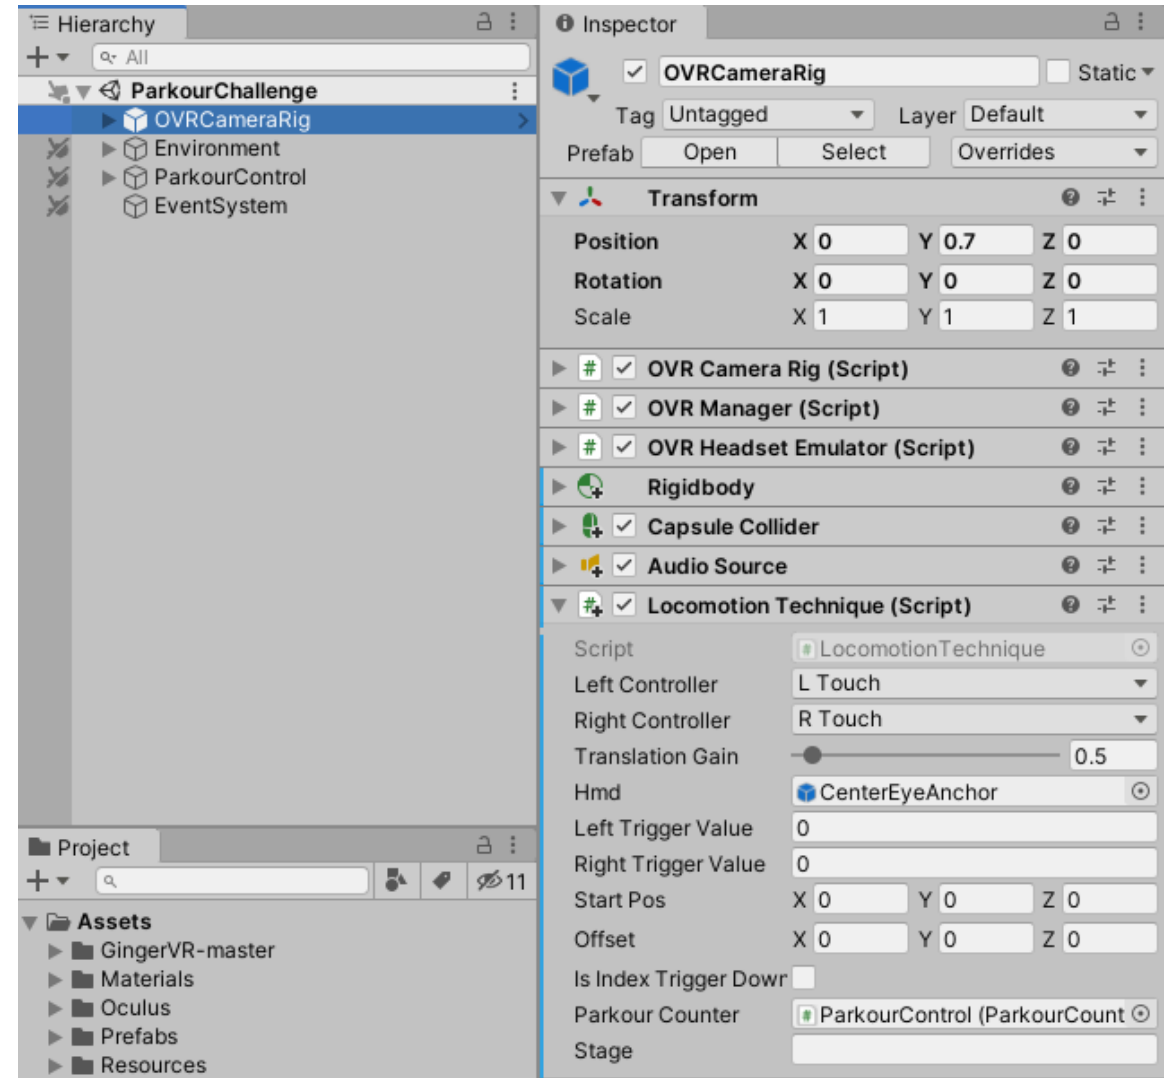 Hierarchy
All
ParkourChallenge
OVRCameraRig
Environment
ParkourControl
EventSystem
Project
11
Assets
GingerVR-master
Materials
Oculus
Prefabs
Resources
Inspector
OVRCameraRig Static
Tag Untagged Layer Default
Prefab Open Select Overrides
Transform
Position X 0 Y 0.7 Z 0
Rotation X 0 Y 0 Z 0
Scale X 1 Y 1 Z 1
# OVR Camera Rig (Script)
# OVR Manager (Script)
# OVR Headset Emulator (Script)
Rigidbody
Capsule Collider
Audio Source
# Locomotion Technique (Script)
Script # LocomotionTechnique
Left Controller L Touch
Right Controller R Touch
Translation Gain 0.5
Hmd CenterEyeAnchor
Left Trigger Value 0
Right Trigger Value 0
Start Pos X 0 Y 0 Z 0
Offset X 0 Y 0 Z 0
Is Index Trigger Down
Parkour Counter # ParkourControl (ParkourCount
Stage